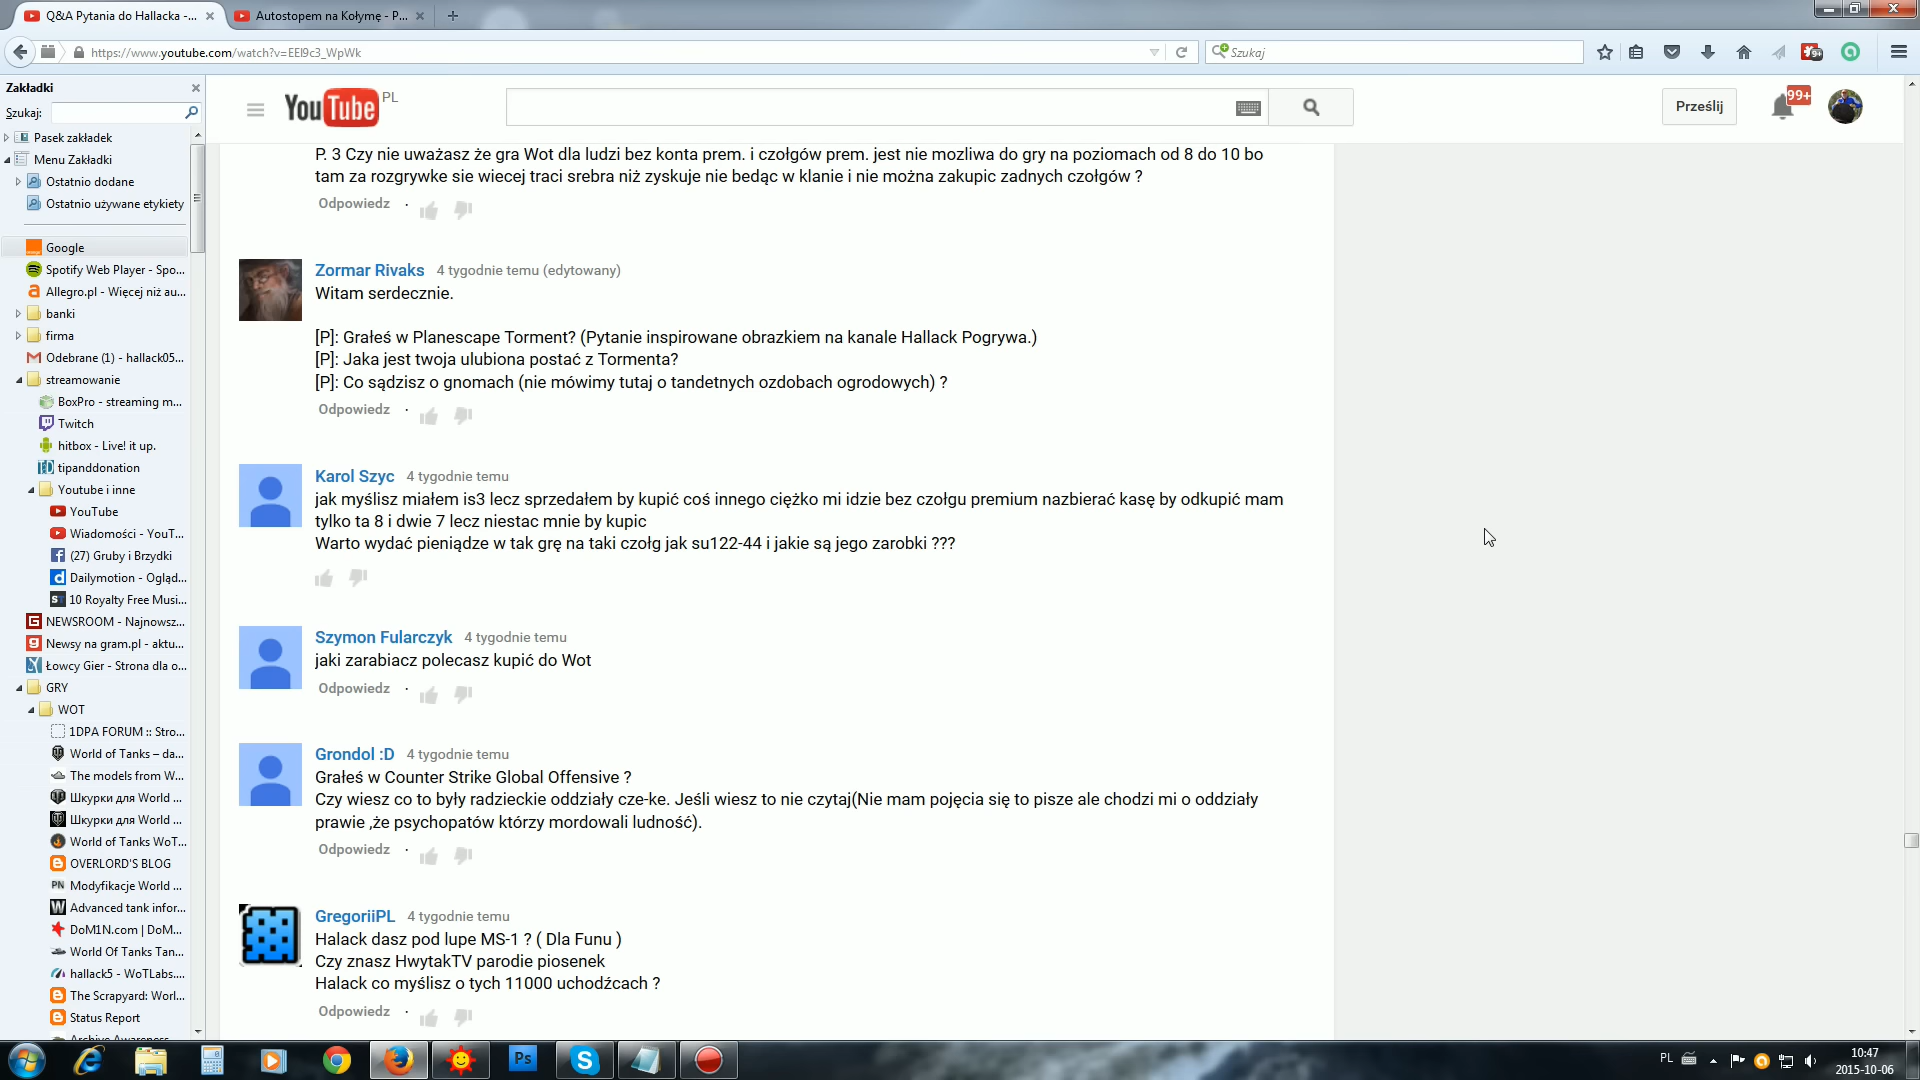 Q&A Pytania do Hallacka -...
Autostopem na Kołymę - P...
https://www.youtube.com/watch?v=EEl9c3_WpWk
Szukaj
Zakładki
Szukaj:
Pasek zakładek
Menu Zakładki
Ostatnio dodane
Ostatnio używane etykiety
Google
Spotify Web Player - Spo...
Allegro.pl - Więcej niż au...
banki
firma
Odebrane (1) - hallack05...
streamowanie
BoxPro - streaming m...
Twitch
hitbox - Live! it up.
tipanddonation
Youtube i inne
YouTube
Wiadomości - YouT...
(27) Gruby i Brzydki
Dailymotion - Ogląd...
10 Royalty Free Musi...
NEWSROOM - Najnowsz...
Newsy na gram.pl - aktu...
Łowcy Gier - Strona dla o...
GRY
WOT
1DPA FORUM :: Stro...
World of Tanks – da...
The models from W...
Шкурки для World ...
Шкурки для World ...
World of Tanks WoT...
OVERLORD'S BLOG
Modyfikacje World ...
Advanced tank infor...
DoM1N.com | DoM...
World Of Tanks Tan...
hallack5 - WoTLabs....
The Scrapyard: Worl...
Status Report
YouTube PL
Prześlij
99+
P. 3 Czy nie uważasz że gra Wot dla ludzi bez konta prem. i czołgów prem. jest nie mozliwa do gry na poziomach od 8 do 10 bo
tam za rozgrywke sie wiecej traci srebra niż zyskuje nie bedąc w klanie i nie można zakupic zadnych czołgów ?
Odpowiedz ·
Zormar Rivaks 4 tygodnie temu (edytowany)
Witam serdecznie.
[P]: Grałeś w Planescape Torment? (Pytanie inspirowane obrazkiem na kanale Hallack Pogrywa.)
[P]: Jaka jest twoja ulubiona postać z Tormenta?
[P]: Co sądzisz o gnomach (nie mówimy tutaj o tandetnych ozdobach ogrodowych) ?
Odpowiedz ·
Karol Szyc 4 tygodnie temu
jak myślisz miałem is3 lecz sprzedałem by kupić coś innego ciężko mi idzie bez czołgu premium nazbierać kasę by odkupić mam
tylko ta 8 i dwie 7 lecz niestac mnie by kupic
Warto wydać pieniądze w tak grę na taki czołg jak su122-44 i jakie są jego zarobki ???
Szymon Fularczyk 4 tygodnie temu
jaki zarabiacz polecasz kupić do Wot
Odpowiedz ·
Grondol :D 4 tygodnie temu
Grałeś w Counter Strike Global Offensive ?
Czy wiesz co to były radzieckie oddziały cze-ke. Jeśli wiesz to nie czytaj(Nie mam pojęcia się to pisze ale chodzi mi o oddziały
prawie ,że psychopatów którzy mordowali ludność).
Odpowiedz ·
GregoriiPL 4 tygodnie temu
Halack dasz pod lupe MS-1 ? ( Dla Funu )
Czy znasz HwytakTV parodie piosenek
Halack co myślisz o tych 11000 uchodźcach ?
Odpowiedz ·
Ps
PL
10:47
2015-10-06